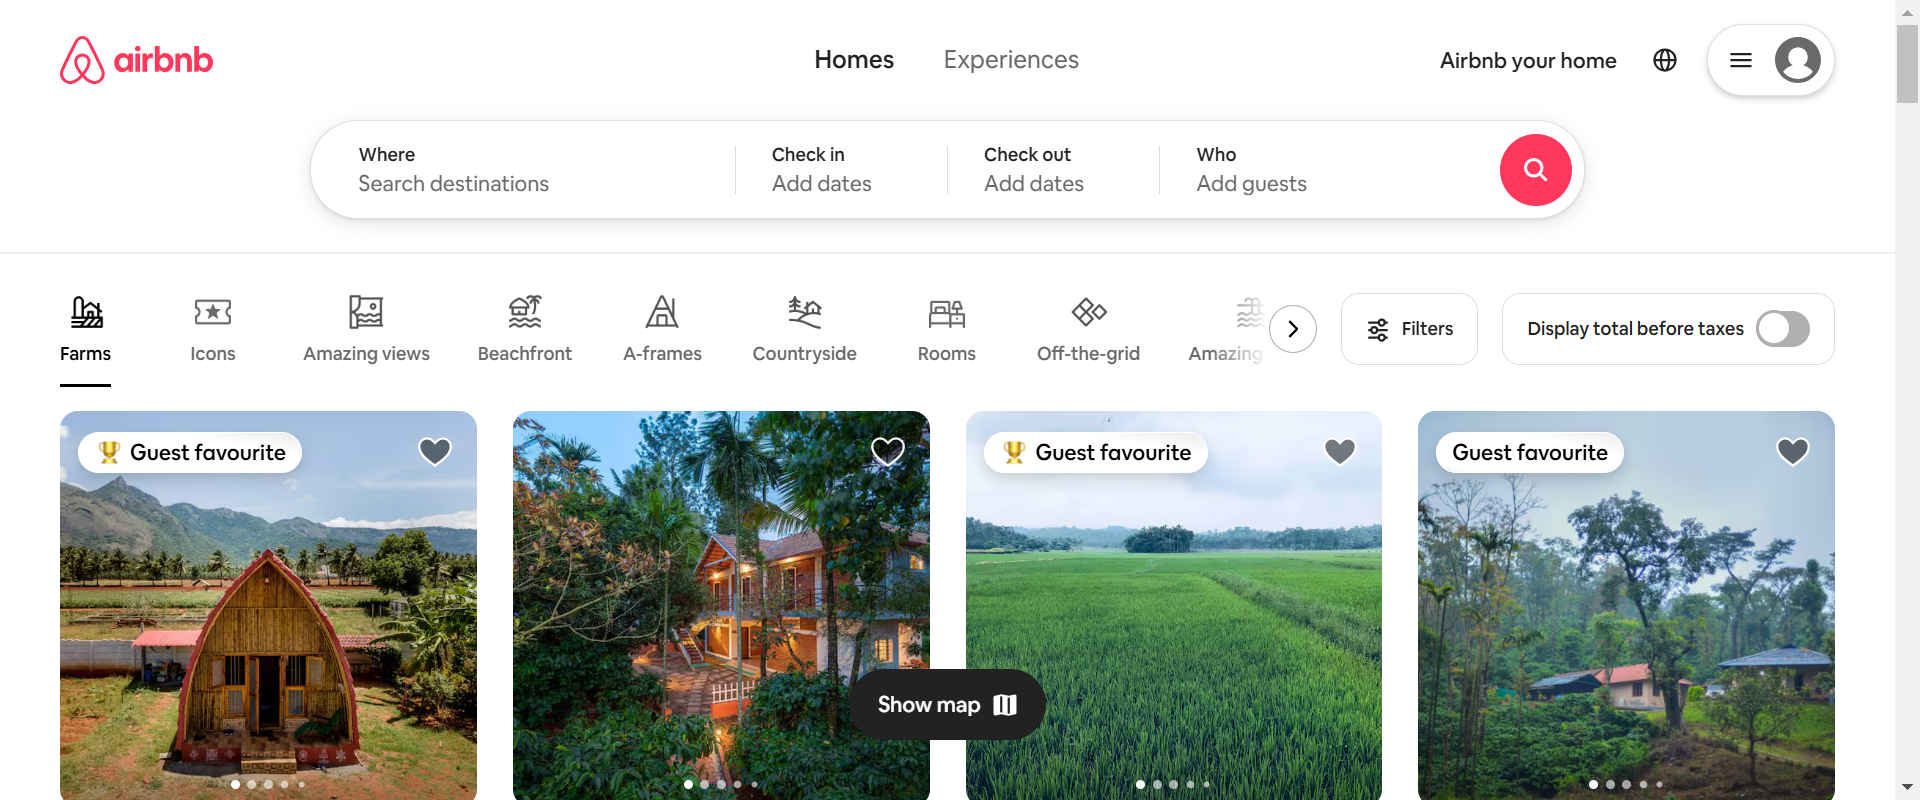 airbnb
Homes
Experiences
Airbnb your home
Where
Search destinations
Check in
Add dates
Check out
Add dates
Who
Add guests
Farms
Icons
Amazing views
Beachfront
A-frames
Countryside
Rooms
Off-the-grid
Amazing
Filters
Display total before taxes
Guest favourite
Guest favourite
Guest favourite
Show map